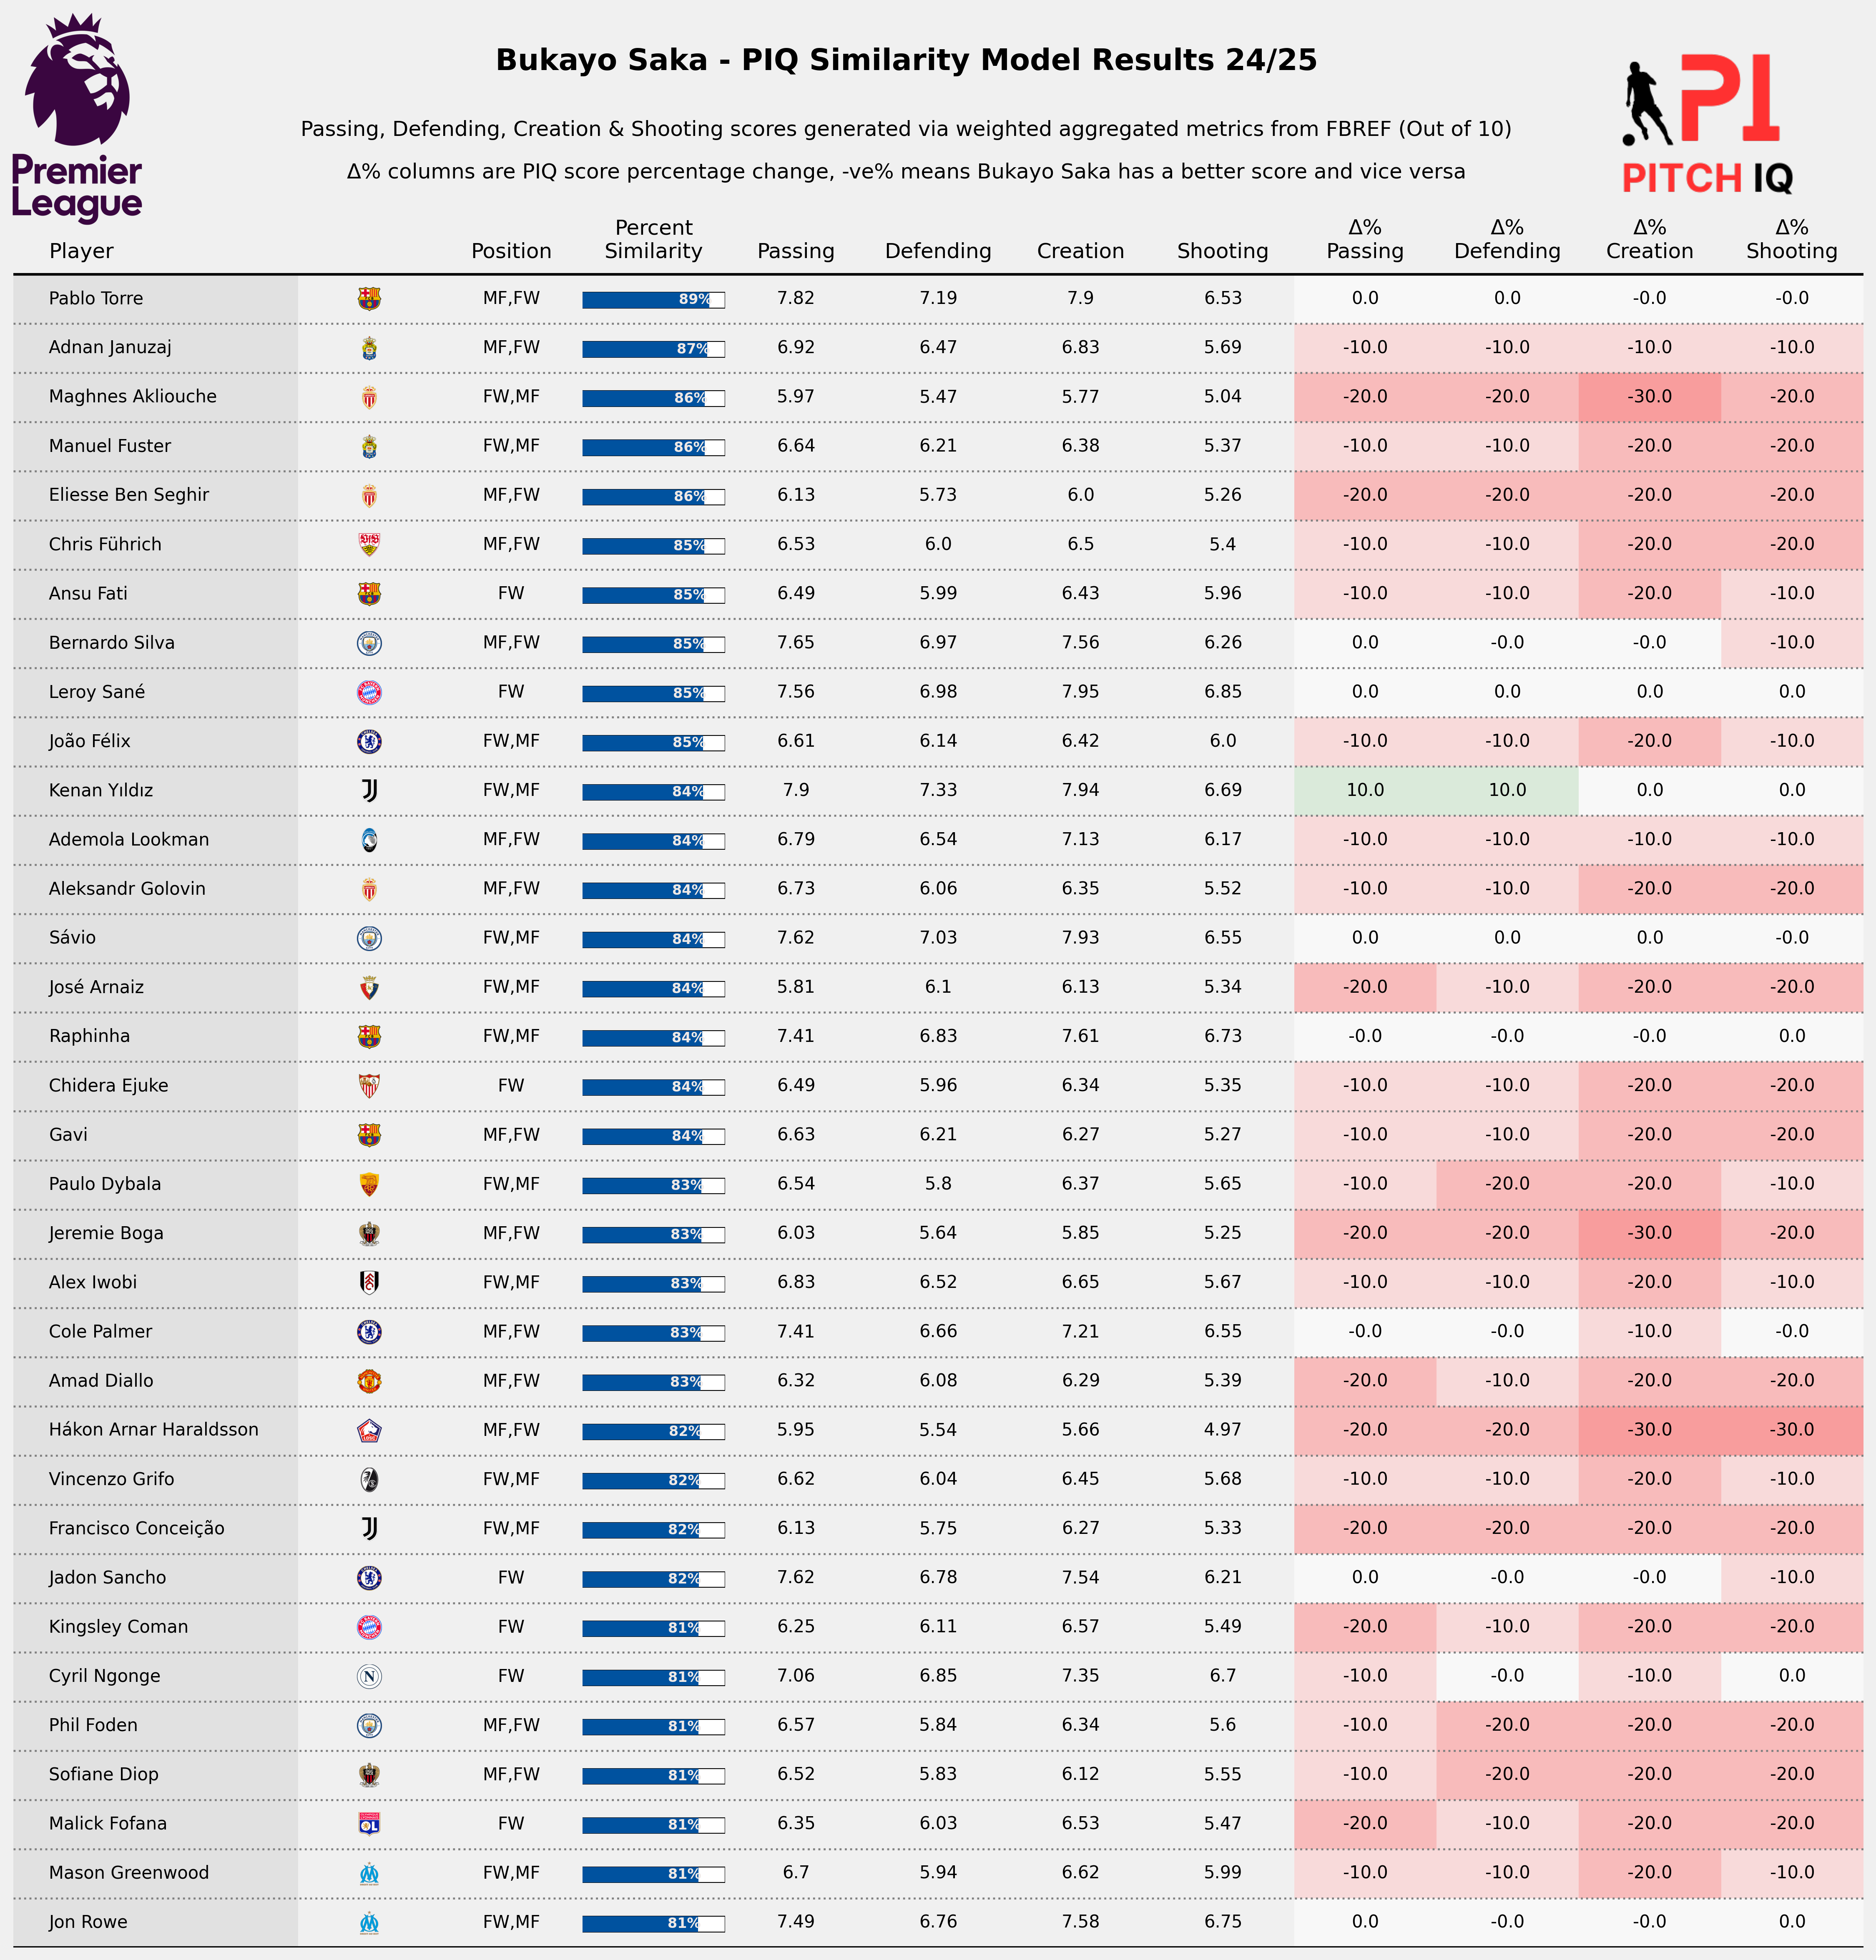 Bukayo Saka - PIQ Similarity Model Results 24/25
Passing, Defending, Creation & Shooting scores generated via weighted aggregated metrics from FBREF (Out of 10)
Δ% columns are PIQ score percentage change, -ve% means Bukayo Saka has a better score and vice versa
Premier
League
PI
PITCH IQ
Player Position Percent Similarity Passing Defending Creation Shooting Δ% Passing Δ% Defending Δ% Creation Δ% Shooting
Pablo Torre MF,FW 89% 7.82 7.19 7.9 6.53 0.0 0.0 -0.0 -0.0
Adnan Januzaj MF,FW 87% 6.92 6.47 6.83 5.69 -10.0 -10.0 -10.0 -10.0
Maghnes Akliouche FW,MF 86% 5.97 5.47 5.77 5.04 -20.0 -20.0 -30.0 -20.0
Manuel Fuster FW,MF 86% 6.64 6.21 6.38 5.37 -10.0 -10.0 -20.0 -20.0
Eliesse Ben Seghir MF,FW 86% 6.13 5.73 6.0 5.26 -20.0 -20.0 -20.0 -20.0
Chris Führich MF,FW 85% 6.53 6.0 6.5 5.4 -10.0 -10.0 -20.0 -20.0
Ansu Fati FW 85% 6.49 5.99 6.43 5.96 -10.0 -10.0 -20.0 -10.0
Bernardo Silva MF,FW 85% 7.65 6.97 7.56 6.26 0.0 -0.0 -0.0 -10.0
Leroy Sané FW 85% 7.56 6.98 7.95 6.85 0.0 0.0 0.0 0.0
João Félix FW,MF 85% 6.61 6.14 6.42 6.0 -10.0 -10.0 -20.0 -10.0
Kenan Yıldız FW,MF 84% 7.9 7.33 7.94 6.69 10.0 10.0 0.0 0.0
Ademola Lookman MF,FW 84% 6.79 6.54 7.13 6.17 -10.0 -10.0 -10.0 -10.0
Aleksandr Golovin MF,FW 84% 6.73 6.06 6.35 5.52 -10.0 -10.0 -20.0 -20.0
Sávio FW,MF 84% 7.62 7.03 7.93 6.55 0.0 0.0 0.0 -0.0
José Arnaiz FW,MF 84% 5.81 6.1 6.13 5.34 -20.0 -10.0 -20.0 -20.0
Raphinha FW,MF 84% 7.41 6.83 7.61 6.73 -0.0 -0.0 -0.0 0.0
Chidera Ejuke FW 84% 6.49 5.96 6.34 5.35 -10.0 -10.0 -20.0 -20.0
Gavi MF,FW 84% 6.63 6.21 6.27 5.27 -10.0 -10.0 -20.0 -20.0
Paulo Dybala FW,MF 83% 6.54 5.8 6.37 5.65 -10.0 -20.0 -20.0 -10.0
Jeremie Boga MF,FW 83% 6.03 5.64 5.85 5.25 -20.0 -20.0 -30.0 -20.0
Alex Iwobi FW,MF 83% 6.83 6.52 6.65 5.67 -10.0 -10.0 -20.0 -10.0
Cole Palmer MF,FW 83% 7.41 6.66 7.21 6.55 -0.0 -0.0 -10.0 -0.0
Amad Diallo MF,FW 83% 6.32 6.08 6.29 5.39 -20.0 -10.0 -20.0 -20.0
Hákon Arnar Haraldsson MF,FW 82% 5.95 5.54 5.66 4.97 -20.0 -20.0 -30.0 -30.0
Vincenzo Grifo FW,MF 82% 6.62 6.04 6.45 5.68 -10.0 -10.0 -20.0 -10.0
Francisco Conceição FW,MF 82% 6.13 5.75 6.27 5.33 -20.0 -20.0 -20.0 -20.0
Jadon Sancho FW 82% 7.62 6.78 7.54 6.21 0.0 -0.0 -0.0 -10.0
Kingsley Coman FW 81% 6.25 6.11 6.57 5.49 -20.0 -10.0 -20.0 -20.0
Cyril Ngonge FW 81% 7.06 6.85 7.35 6.7 -10.0 -0.0 -10.0 0.0
Phil Foden MF,FW 81% 6.57 5.84 6.34 5.6 -10.0 -20.0 -20.0 -20.0
Sofiane Diop MF,FW 81% 6.52 5.83 6.12 5.55 -10.0 -20.0 -20.0 -20.0
Malick Fofana FW 81% 6.35 6.03 6.53 5.47 -20.0 -10.0 -20.0 -20.0
Mason Greenwood FW,MF 81% 6.7 5.94 6.62 5.99 -10.0 -10.0 -20.0 -10.0
Jon Rowe FW,MF 81% 7.49 6.76 7.58 6.75 0.0 -0.0 -0.0 0.0